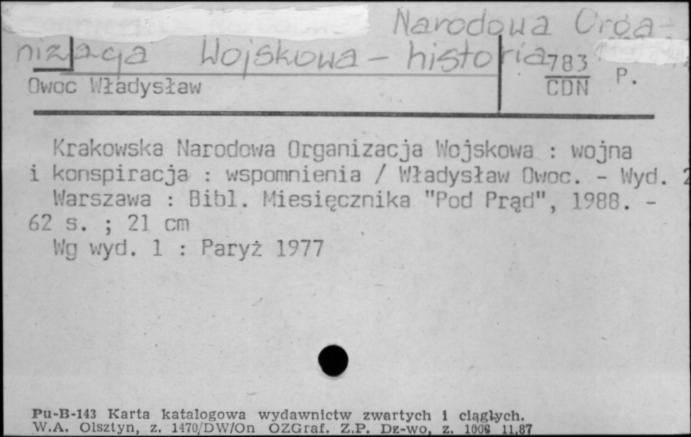 Narodowa Orga-
nizacja Wojskowa - historia
783
CDN P.
Owoc Władysław
Krakowska Narodowa Organizacja Wojskowa : wojna
i konspiracja : wspomnienia / Władysław Owoc. - Wyd. 2
Warszawa : Bibl. Miesięcznika "Pod Prąd", 1988. -
62 s. ; 21 cm
Wg wyd. 1 : Paryż 1977
Pu-B-143 Karta katalogowa wydawnictw zwartych i ciągłych.
W.A. Olsztyn, z. 1470/DW/On OZGraf. Z.P. Dz-wo, z. 1006 11.87